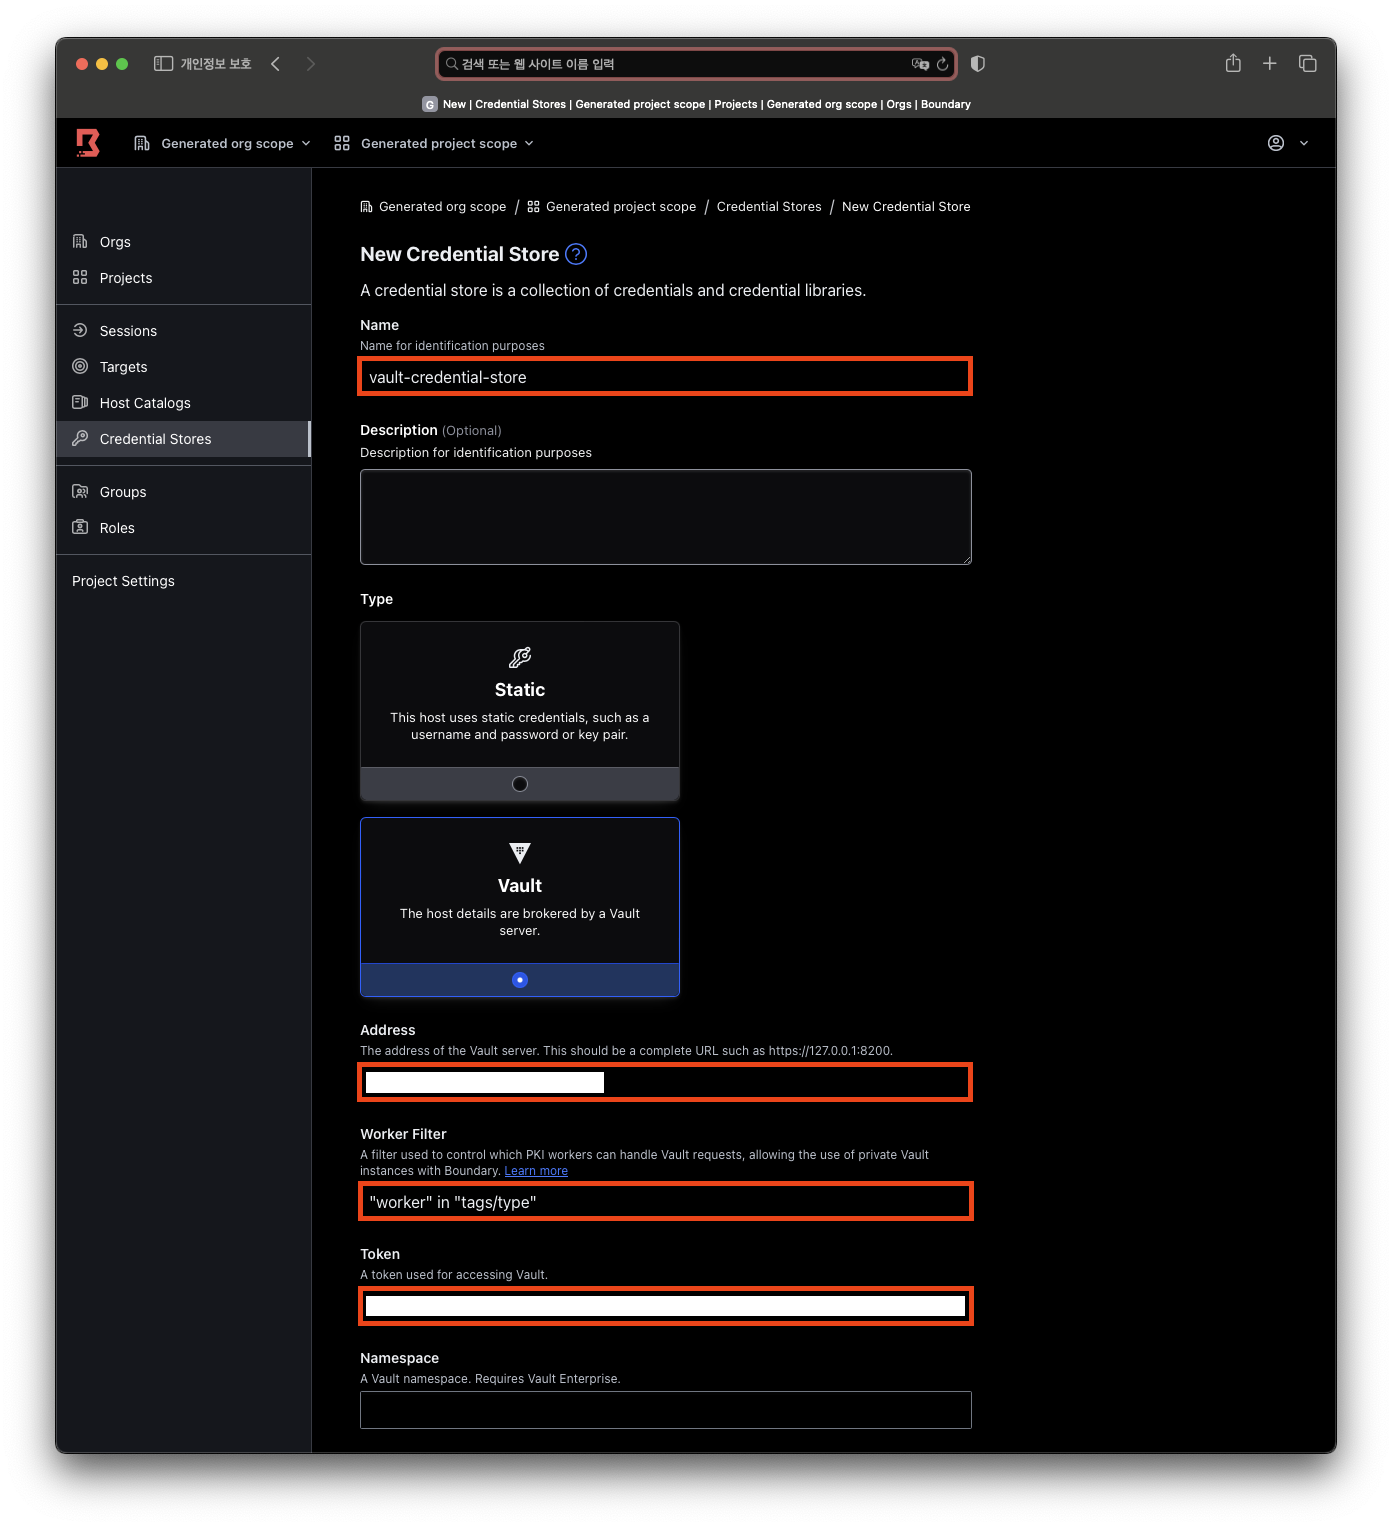 개인정보 보호
검색 또는 웹 사이트 이름 입력
G New | Credential Stores | Generated project scope | Projects | Generated org scope | Orgs | Boundary
Generated org scope
Generated project scope
Orgs
Projects
Sessions
Targets
Host Catalogs
Credential Stores
Groups
Roles
Project Settings
Generated org scope / Generated project scope / Credential Stores / New Credential Store
New Credential Store ?
A credential store is a collection of credentials and credential libraries.
Name
Name for identification purposes
vault-credential-store
Description (Optional)
Description for identification purposes
Type
Static
This host uses static credentials, such as a
username and password or key pair.
Vault
The host details are brokered by a Vault
server.
Address
The address of the Vault server. This should be a complete URL such as https://127.0.0.1:8200.
Worker Filter
A filter used to control which PKI workers can handle Vault requests, allowing the use of private Vault
instances with Boundary. Learn more
"worker" in "tags/type"
Token
A token used for accessing Vault.
Namespace
A Vault namespace. Requires Vault Enterprise.